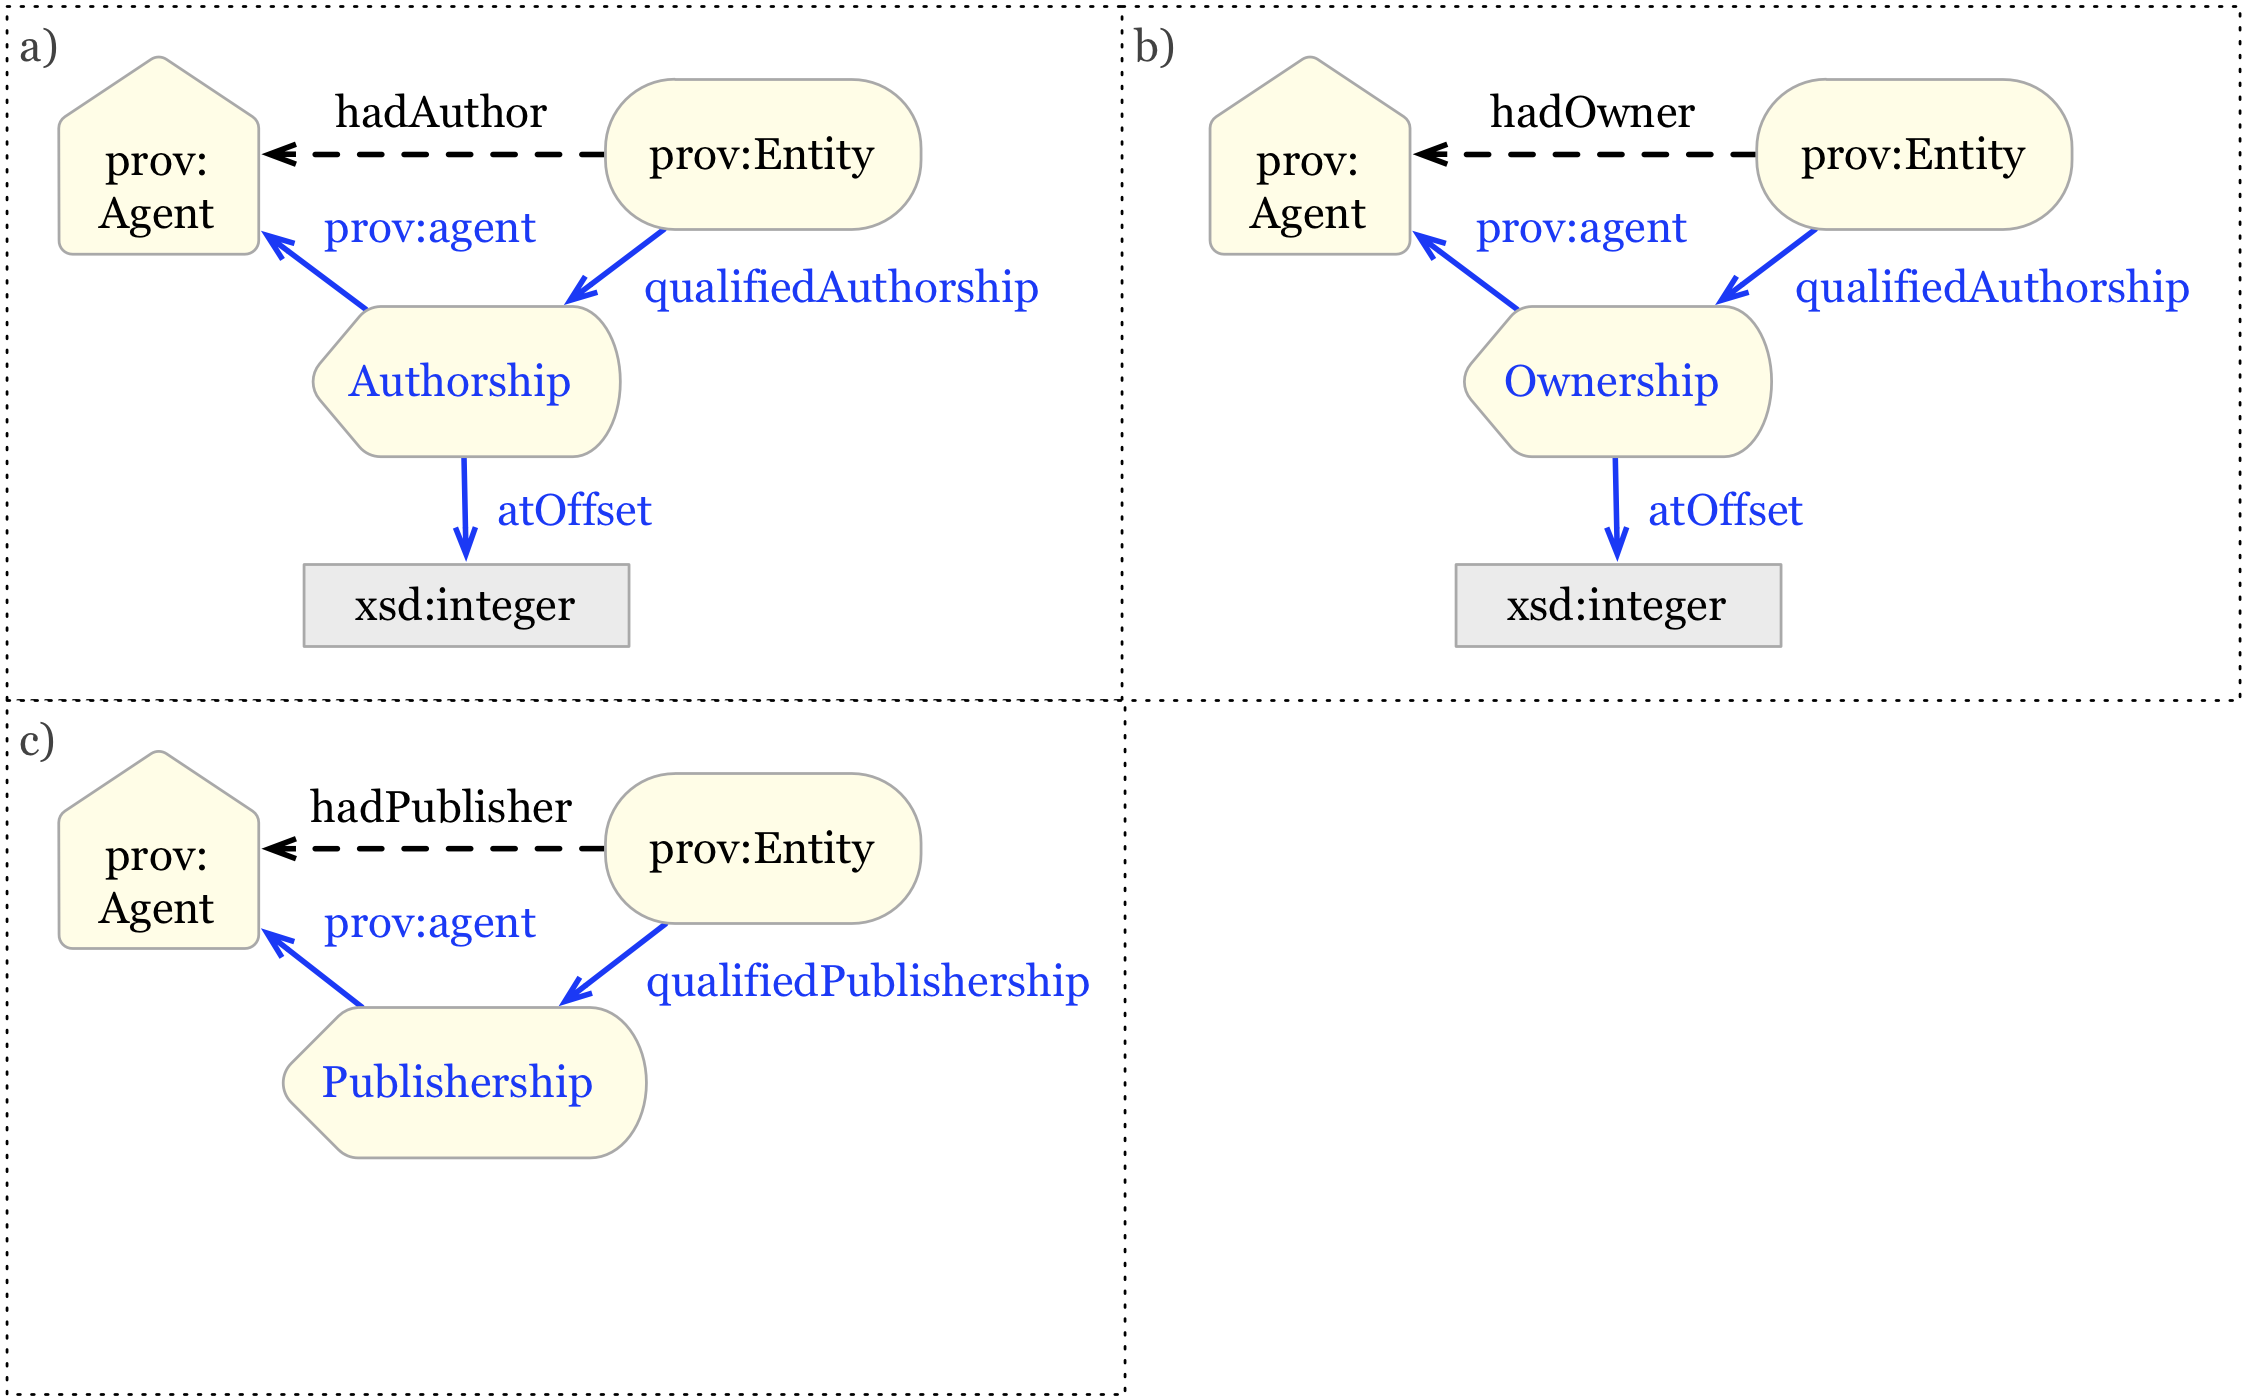 a)
hadAuthor
prov:
Agent
prov:Entity
prov:agent
qualifiedAuthorship
Authorship
atOffset
xsd:integer
b)
hadOwner
prov:
Agent
prov:Entity
prov:agent
qualifiedAuthorship
Ownership
atOffset
xsd:integer
c)
hadPublisher
prov:
Agent
prov:Entity
prov:agent
qualifiedPublishership
Publishership